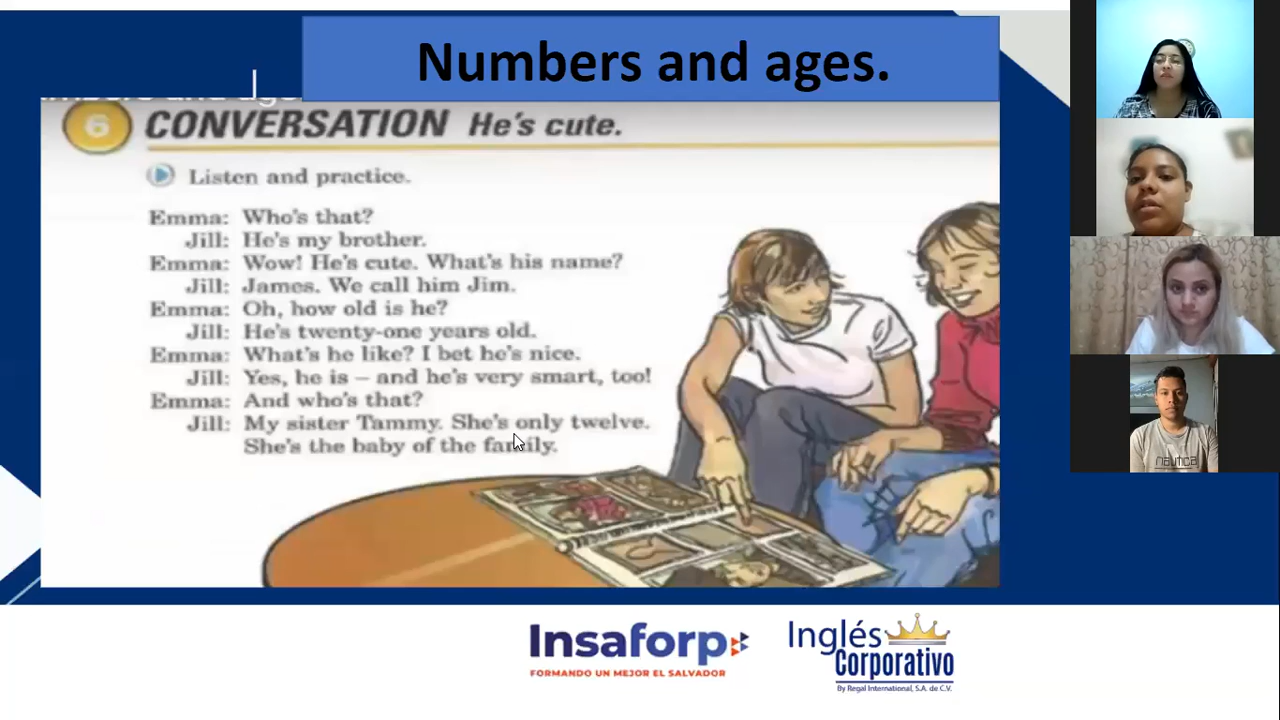 Numbers and ages.
6 CONVERSATION He's cute.
Listen and practice.
Emma: Who's that?
Jill: He's my brother.
Emma: Wow! He's cute. What's his name?
Jill: James. We call him Jim.
Emma: Oh, how old is he?
Jill: He's twenty-one years old.
Emma: What's he like? I bet he's nice.
Jill: Yes, he is – and he's very smart, too!
Emma: And who's that?
Jill: My sister Tammy. She's only twelve.
She's the baby of the family.
Insaforp
FORMANDO UN MEJOR EL SALVADOR
Inglés
Corporativo
By Regal International, S.A. de C.V.
nautica